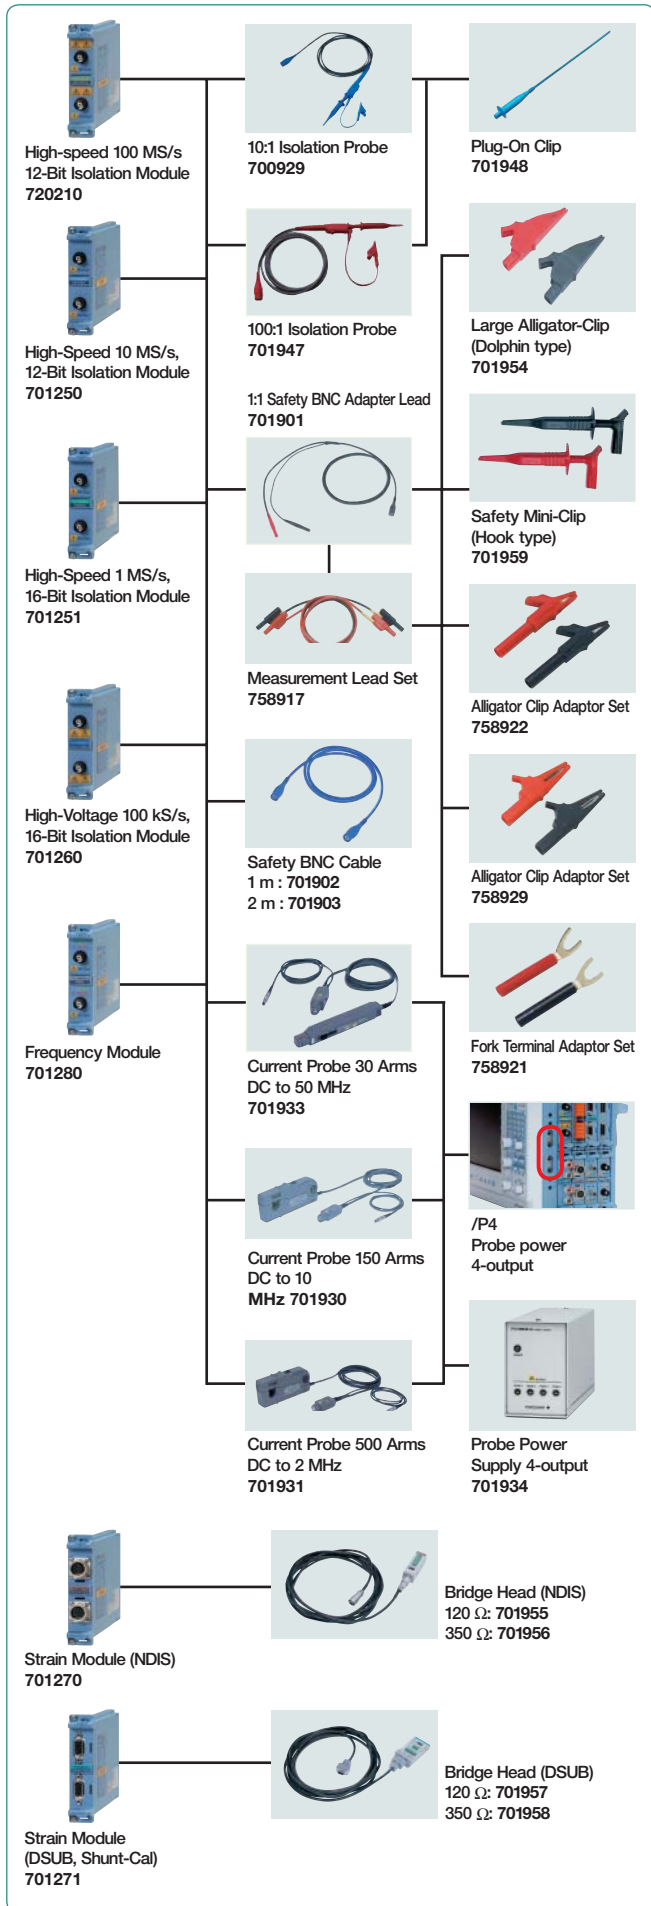 High-speed 100 MS/s
12-Bit Isolation Module
720210
10:1 Isolation Probe
700929
Plug-On Clip
701948
High-Speed 10 MS/s,
12-Bit Isolation Module
701250
100:1 Isolation Probe
701947
Large Alligator-Clip
(Dolphin type)
701954
1:1 Safety BNC Adapter Lead
701901
High-Speed 1 MS/s,
16-Bit Isolation Module
701251
Safety Mini-Clip
(Hook type)
701959
Measurement Lead Set
758917
Alligator Clip Adaptor Set
758922
High-Voltage 100 kS/s,
16-Bit Isolation Module
701260
Safety BNC Cable
1 m : 701902
2 m : 701903
Alligator Clip Adaptor Set
758929
Frequency Module
701280
Current Probe 30 Arms
DC to 50 MHz
701933
Fork Terminal Adaptor Set
758921
Current Probe 150 Arms
DC to 10
MHz 701930
/P4
Probe power
4-output
Current Probe 500 Arms
DC to 2 MHz
701931
Probe Power
Supply 4-output
701934
Strain Module (NDIS)
701270
Bridge Head (NDIS)
120 Ω: 701955
350 Ω: 701956
Strain Module
(DSUB, Shunt-Cal)
701271
Bridge Head (DSUB)
120 Ω: 701957
350 Ω: 701958